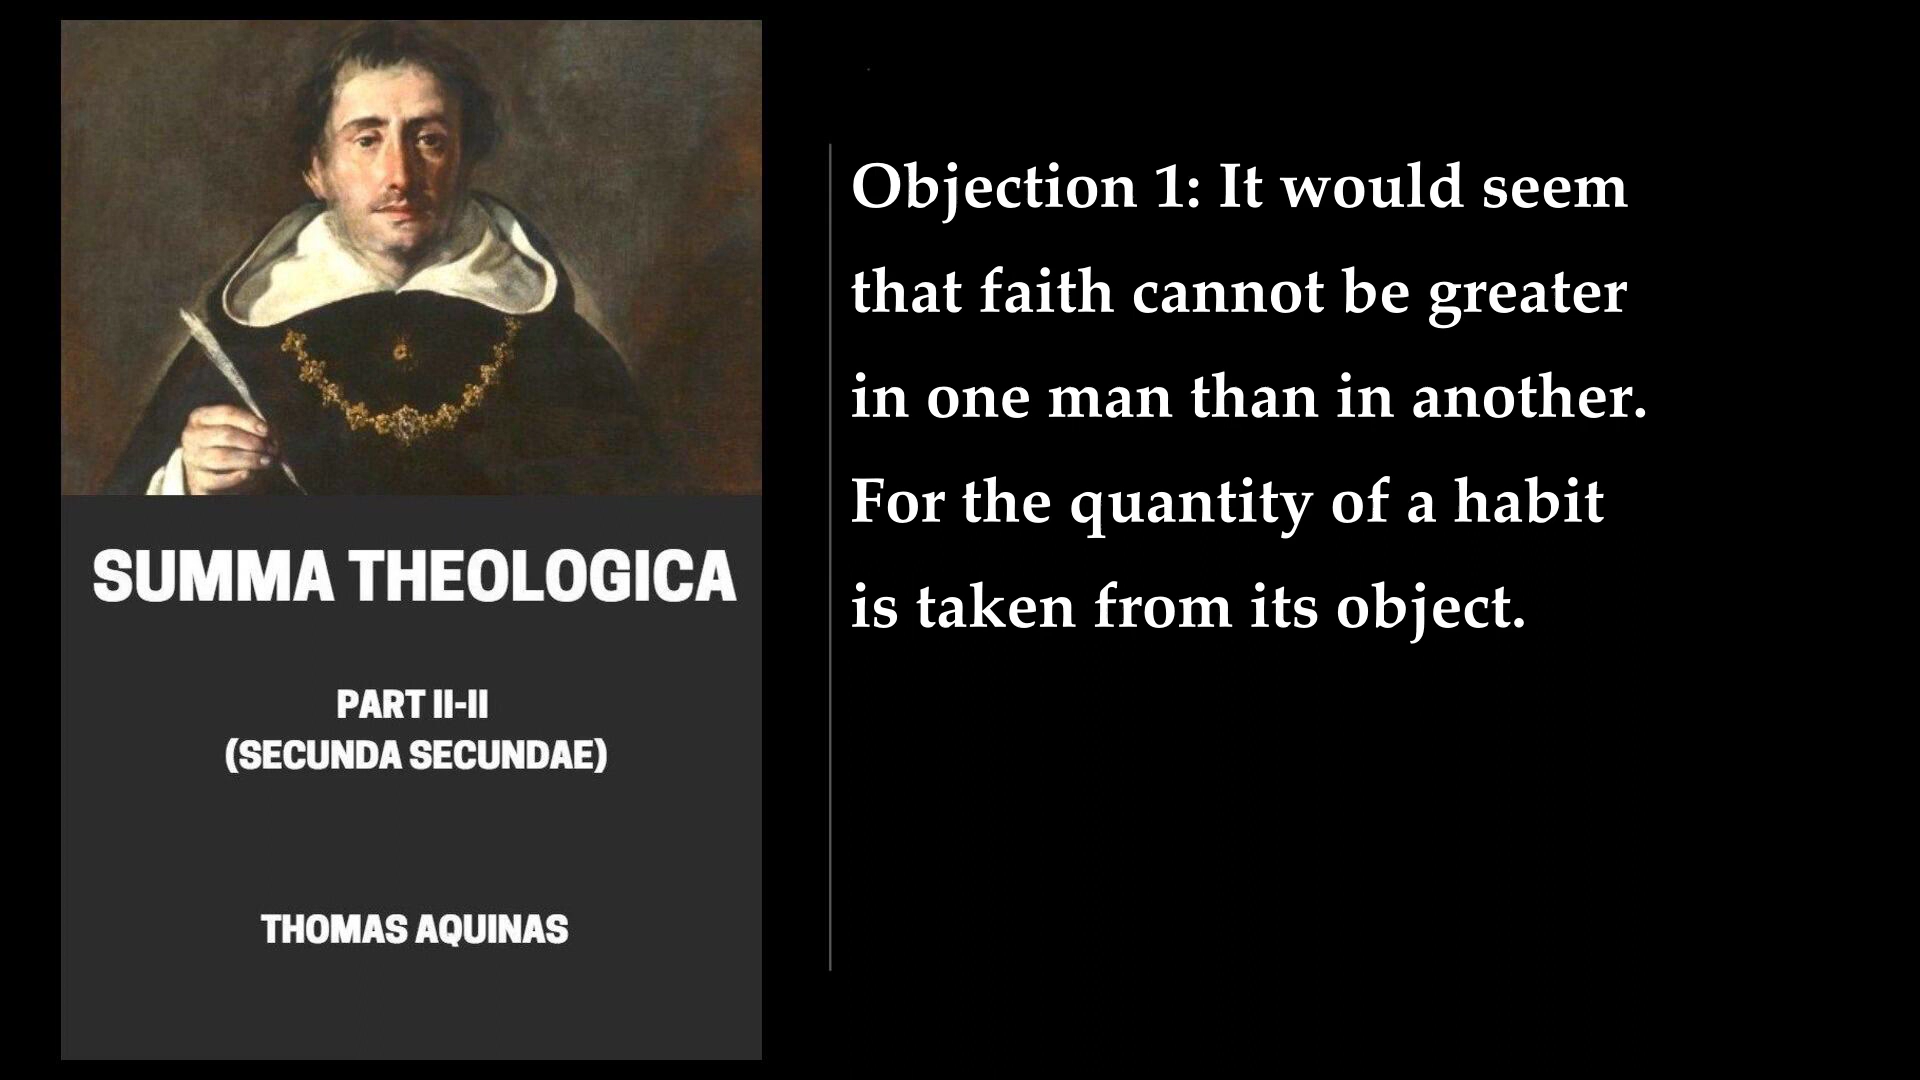 SUMMA THEOLOGICA
PART II-II
(SECUNDA SECUNDAE)
THOMAS AQUINAS
Objection 1: It would seem
that faith cannot be greater
in one man than in another.
For the quantity of a habit
is taken from its object.